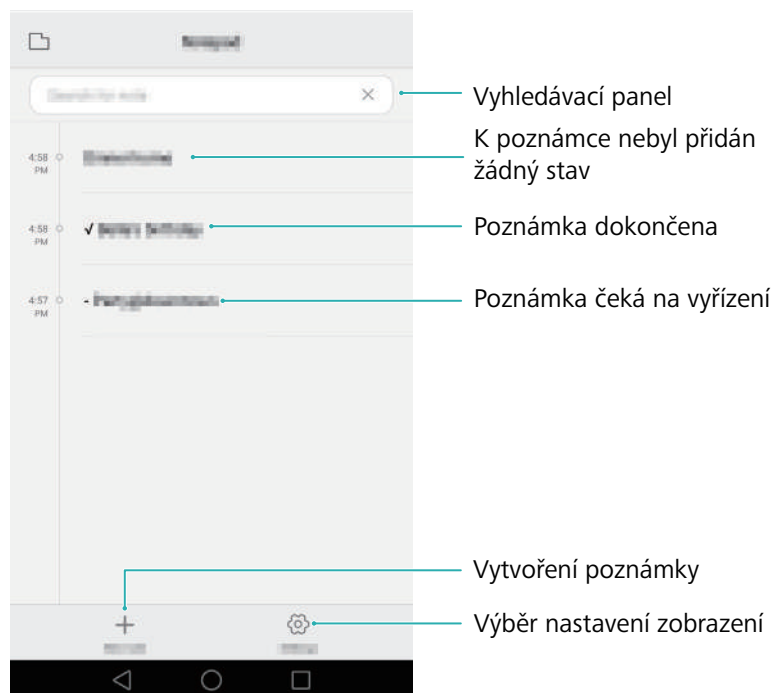 Vyhledávací panel
K poznámce nebyl přidán
žádný stav
4:58
PM
4:58
PM
√
Poznámka dokončena
4:57
PM
-
Poznámka čeká na vyřízení
Vytvoření poznámky
Výběr nastavení zobrazení